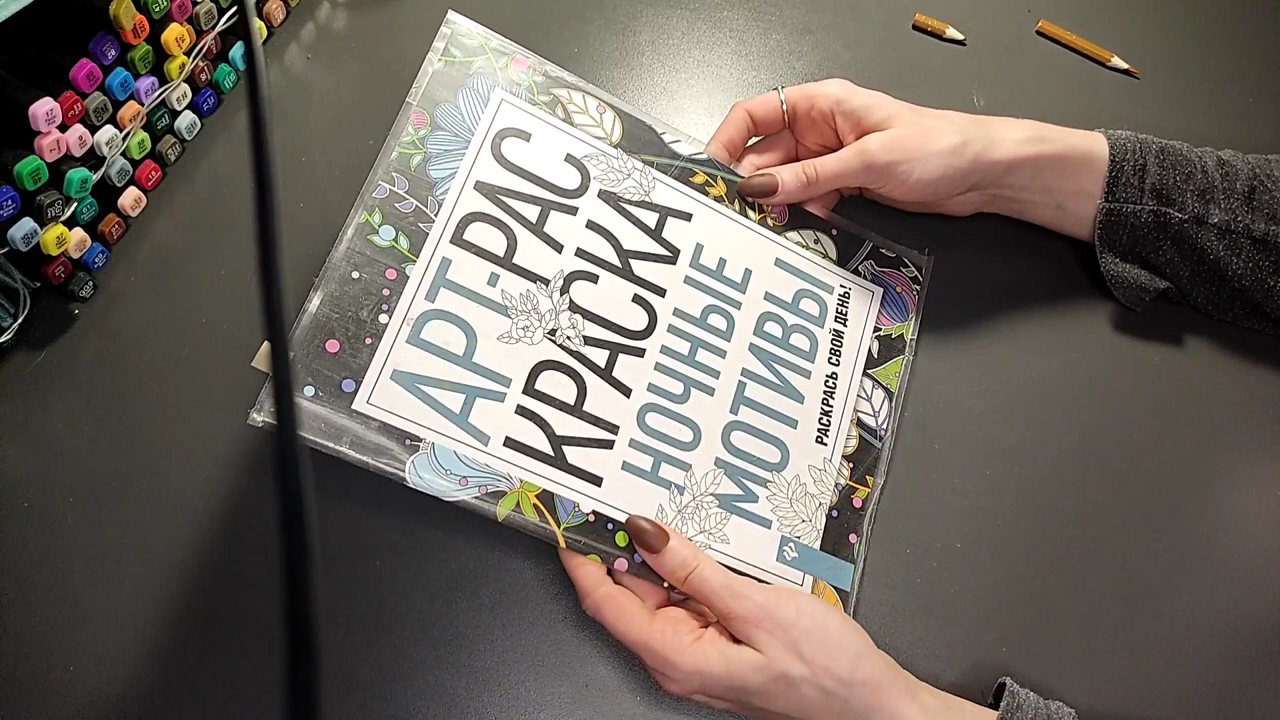 АРТ-РАС
КРАСКА
НОЧНЫЕ
МОТИВЫ
РАСКРАСЬ СВОЙ ДЕНЬ!